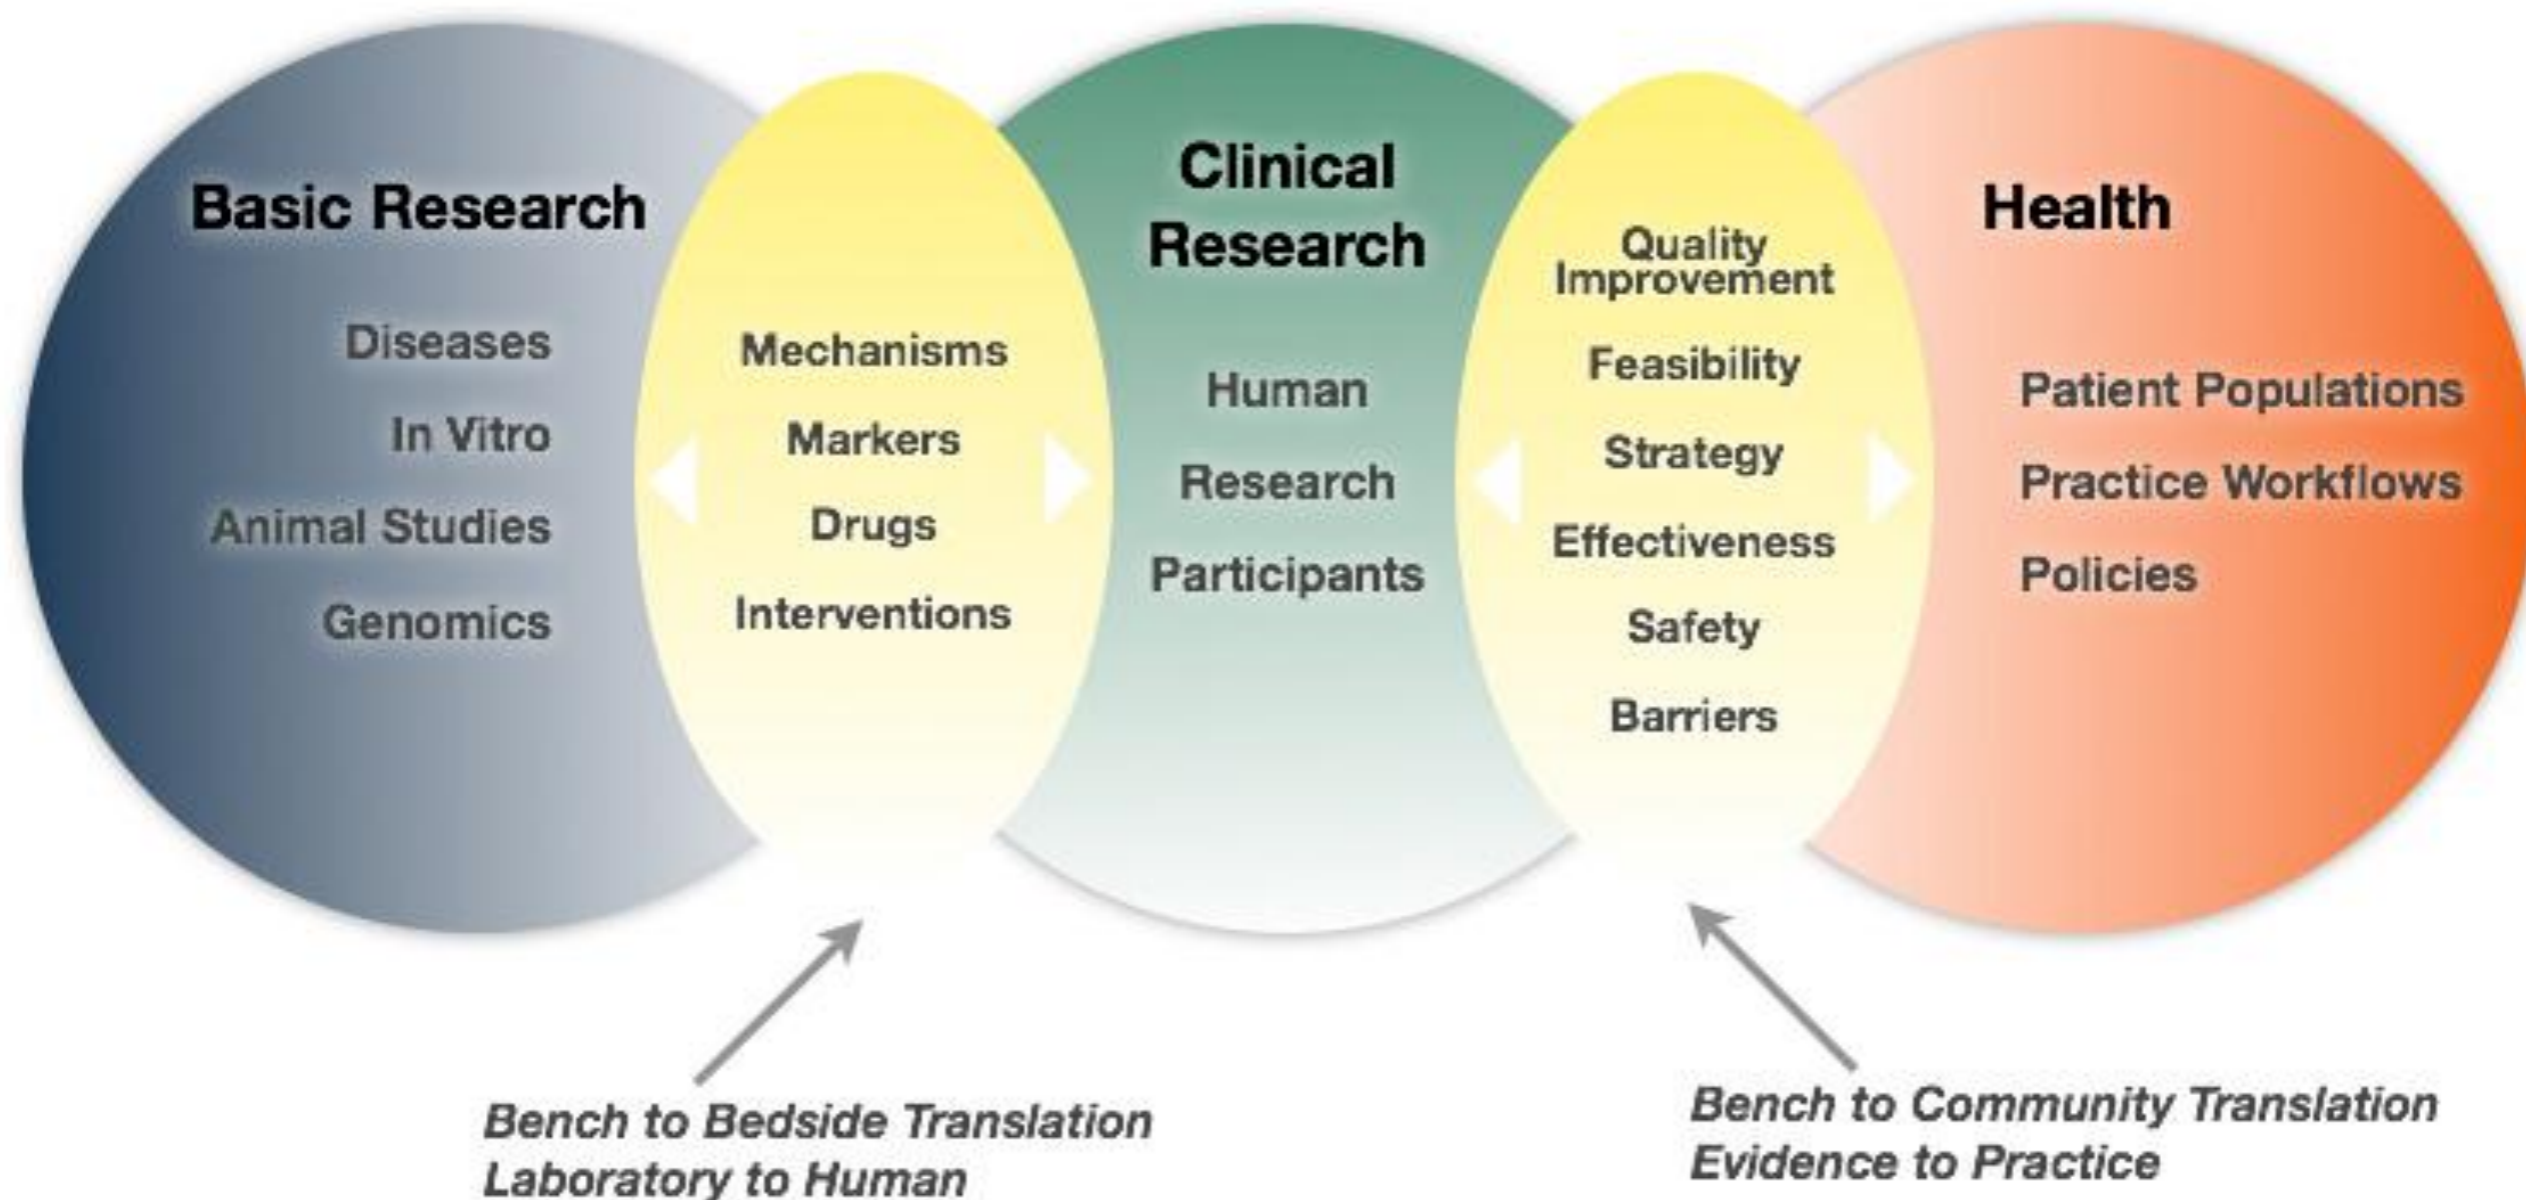 Basic Research
Diseases
In Vitro
Animal Studies
Genomics
Mechanisms
Markers
Drugs
Interventions
Clinical
Research
Human
Research
Participants
Quality
Improvement
Feasibility
Strategy
Effectiveness
Safety
Barriers
Health
Patient Populations
Practice Workflows
Policies
Bench to Bedside Translation
Laboratory to Human
Bench to Community Translation
Evidence to Practice